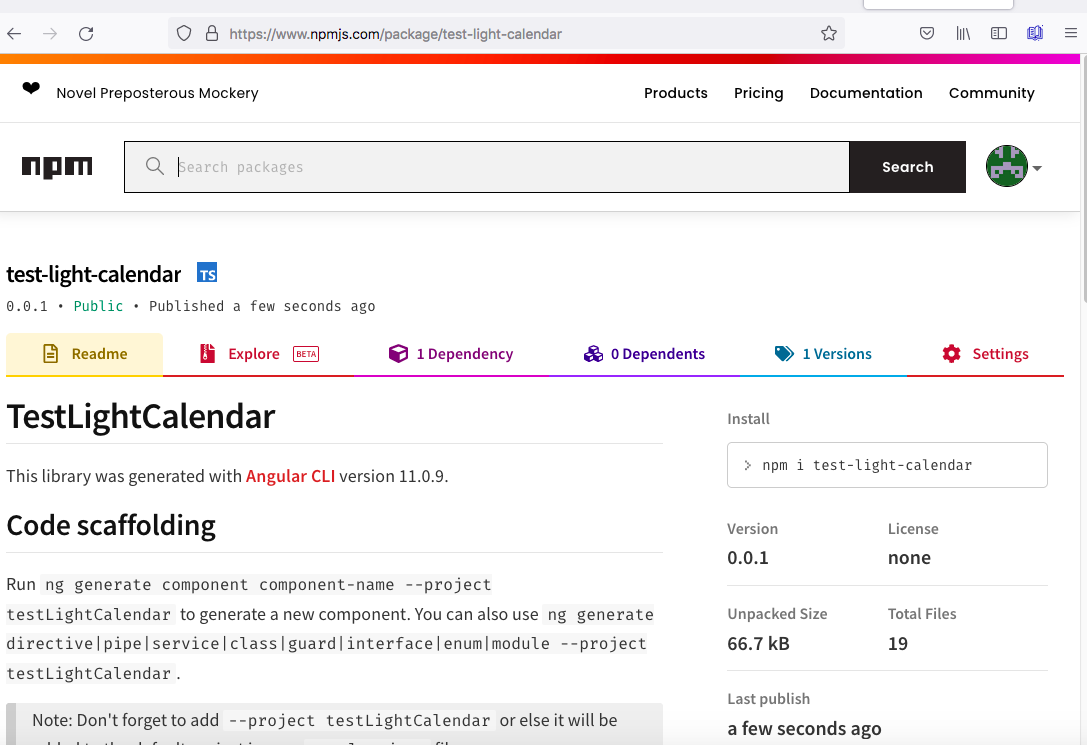 https://www.npmjs.com/package/test-light-calendar
Novel Preposterous Mockery
Products Pricing Documentation Community
npm
Search packages
Search
test-light-calendar TS
0.0.1 • Public • Published a few seconds ago
Readme
Explore BETA
1 Dependency
0 Dependents
1 Versions
Settings
TestLightCalendar
This library was generated with Angular CLI version 11.0.9.
Code scaffolding
Run ng generate component component-name --project
testLightCalendar to generate a new component. You can also use ng generate
directive|pipe|service|class|guard|interface|enum|module --project
testLightCalendar .
Note: Don't forget to add --project testLightCalendar or else it will be
Install
> npm i test-light-calendar
Version License
0.0.1 none
Unpacked Size Total Files
66.7 kB 19
Last publish
a few seconds ago